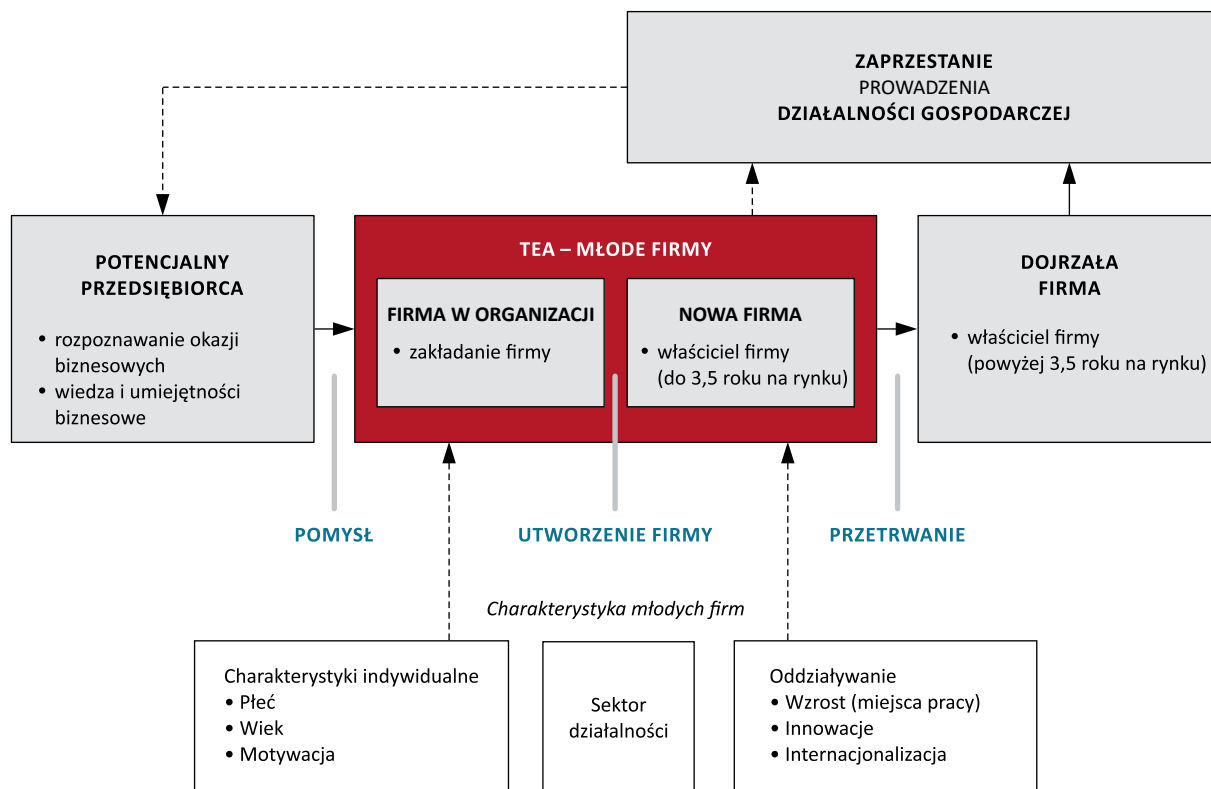 ZAPRZESTANIE
PROWADZENIA
DZIAŁALNOŚCI GOSPODARCZEJ
POTENCJALNY
PRZEDSIĘBIORCA
• rozpoznawanie okazji
biznesowych
• wiedza i umiejętności
biznesowe
TEA – MŁODE FIRMY
FIRMA W ORGANIZACJI
• zakładanie firmy
NOWA FIRMA
• właściciel firmy
(do 3,5 roku na rynku)
DOJRZAŁA
FIRMA
• właściciel firmy
(powyżej 3,5 roku na rynku)
POMYSŁ
UTWORZENIE FIRMY
PRZETRWANIE
Charakterystyka młodych firm
Charakterystyki indywidualne
• Płeć
• Wiek
• Motywacja
Sektor
działalności
Oddziaływanie
• Wzrost (miejsca pracy)
• Innowacje
• Internacjonalizacja